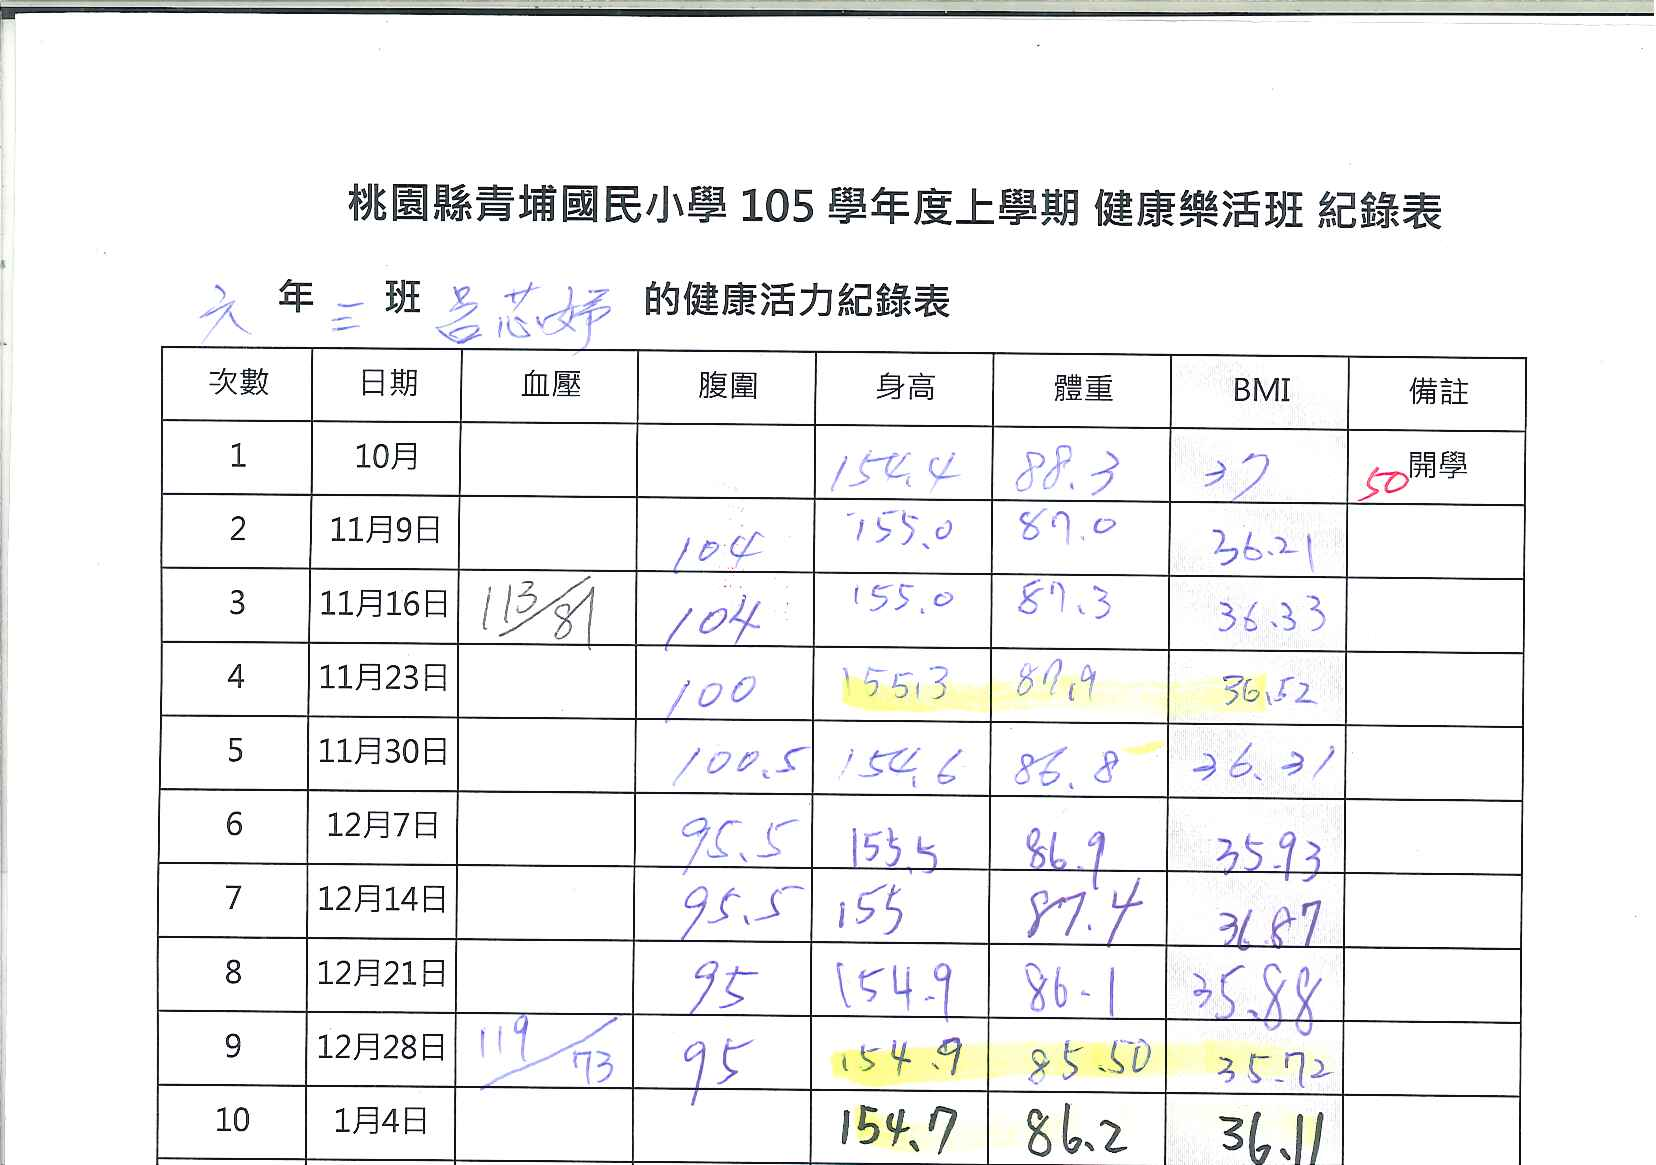 桃園縣青埔國民小學 105 學年度上學期 健康樂活班 紀錄表
六 年 三 班 呂芯妤 的健康活力紀錄表
次數 日期 血壓 腹圍 身高 體重 BMI 備註
1 10月 154.4 88.3 37 50 開學
2 11月9日 104 155.0 87.0 36.21
3 11月16日 113/81 104 155.0 87.3 36.33
4 11月23日 100 155.3 87.9 36.52
5 11月30日 100.5 154.6 86.8 36.31
6 12月7日 95.5 155.5 86.9 35.93
7 12月14日 95.5 155 87.4 36.87
8 12月21日 95 154.9 86.1 35.88
9 12月28日 119/73 95 154.9 85.50 35.72
10 1月4日 154.7 86.2 36.11